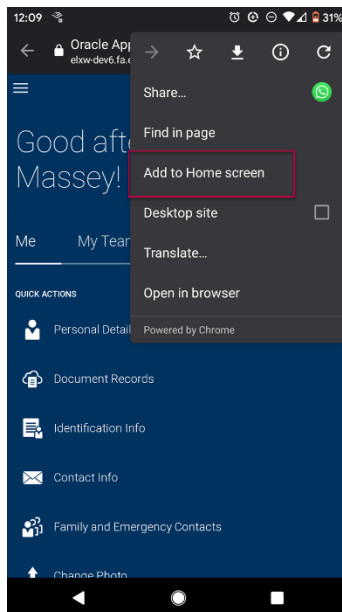 12:09
31%
Oracle App
elxw-dev6.fa.e
Share...
Find in page
Add to Home screen
Desktop site
Translate...
Open in browser
Powered by Chrome
Good afte
Massey!
Me My Tear
QUICK ACTIONS
Personal Detail
Document Records
Identification Info
Contact Info
Family and Emergency Contacts
Change Photo